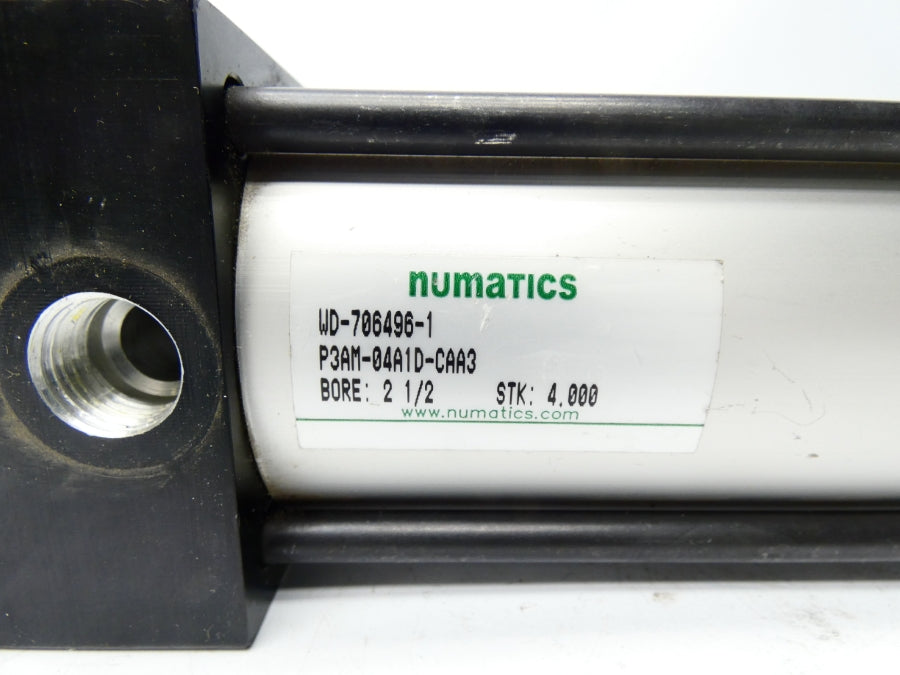 numatics
WD-706496-1
P3AM-04A1D-CAA3
BORE: 2 1/2 STK: 4.000
www.numatics.com